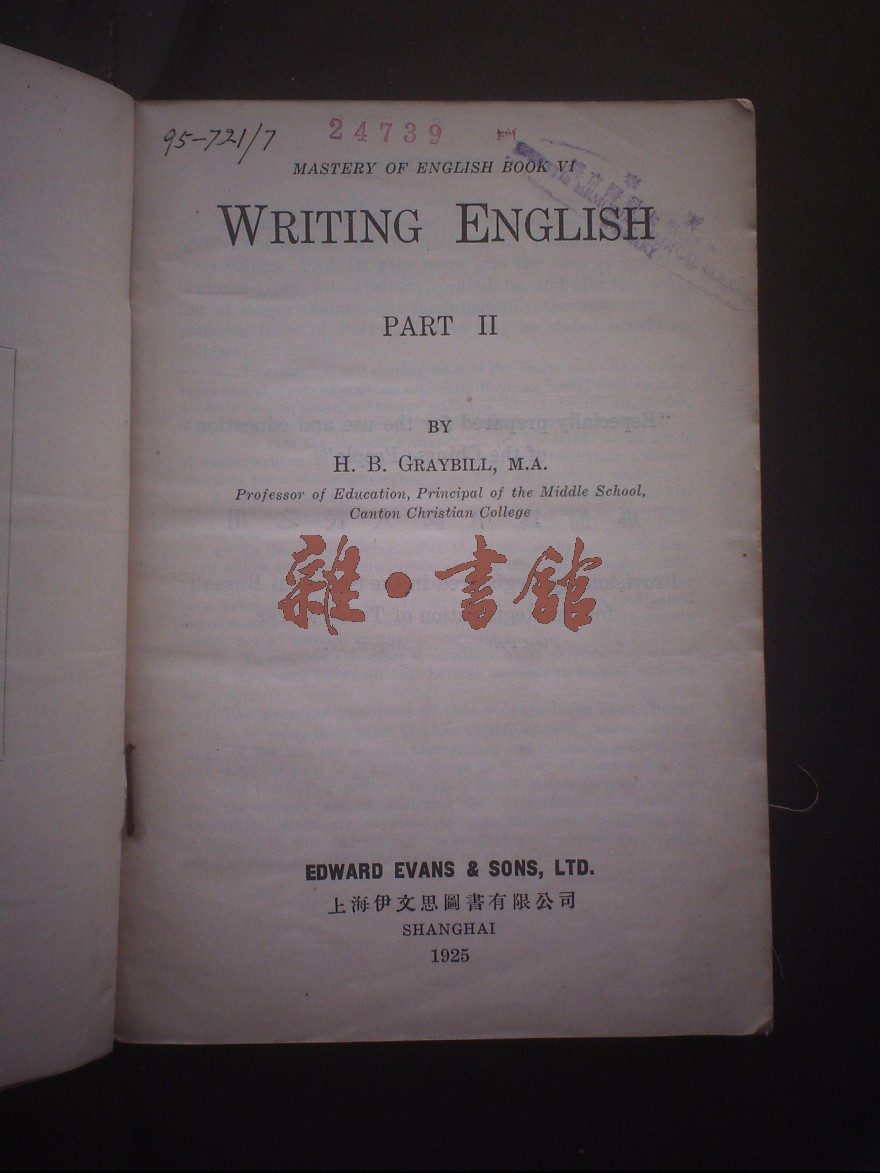 95-721/7
24739
MASTERY OF ENGLISH BOOK VI
WRITING ENGLISH
PART II
BY
H. B. GRAYBILL, M.A.
Professor of Education, Principal of the Middle School,
Canton Christian College
雜·書館
EDWARD EVANS & SONS, LTD.
上海伊文思圖書有限公司
SHANGHAI
1925